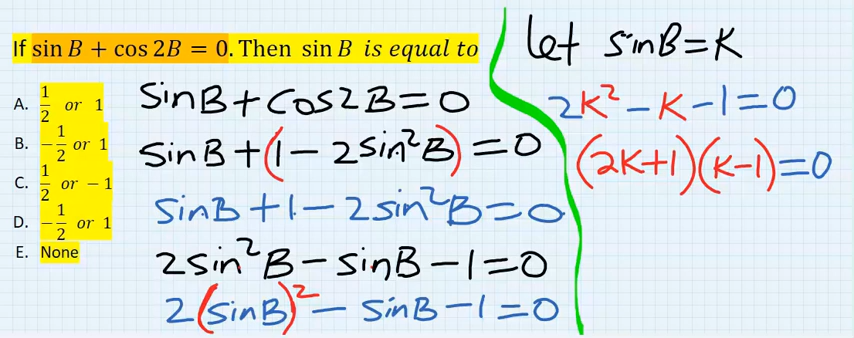 If sin B + cos 2B = 0. Then sin B is equal to
A. 1/2 or 1
B. -1/2 or 1
C. 1/2 or - 1
D. -1/2 or 1
E. None
SinB + Cos2B = 0
SinB + (1 - 2sin²B) = 0
SinB + 1 - 2sin²B = 0
2sin²B - sinB - 1 = 0
2(sinB)² - sinB - 1 = 0
Let sinB = K
2K² - K - 1 = 0
(2K+1)(K-1) = 0